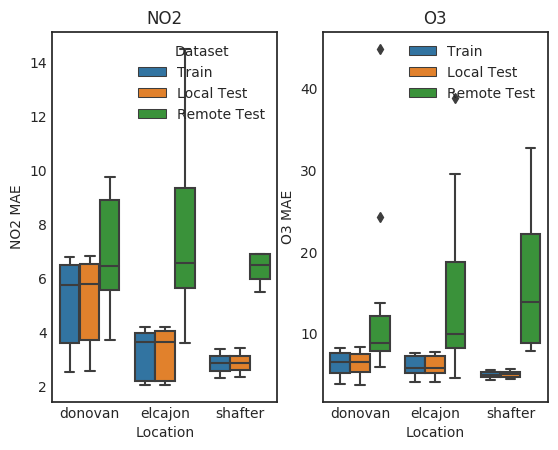 NO2
O3
NO2 MAE
14
12
10
8
6
4
2
Dataset
Train
Local Test
Remote Test
donovan
elcajon
shafter
Location
O3 MAE
40
30
20
10
Train
Local Test
Remote Test
donovan
elcajon
shafter
Location